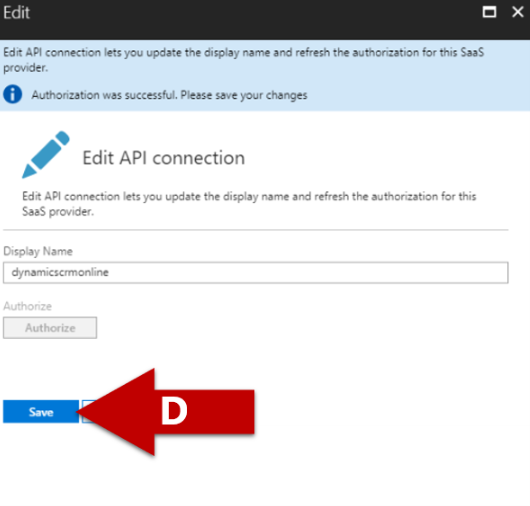 Edit
Edit API connection lets you update the display name and refresh the authorization for this SaaS
provider.
Authorization was successful. Please save your changes
Edit API connection
Edit API connection lets you update the display name and refresh the authorization for this
SaaS provider.
Display Name
dynamicscrmonline
Authorize
Authorize
Save
D